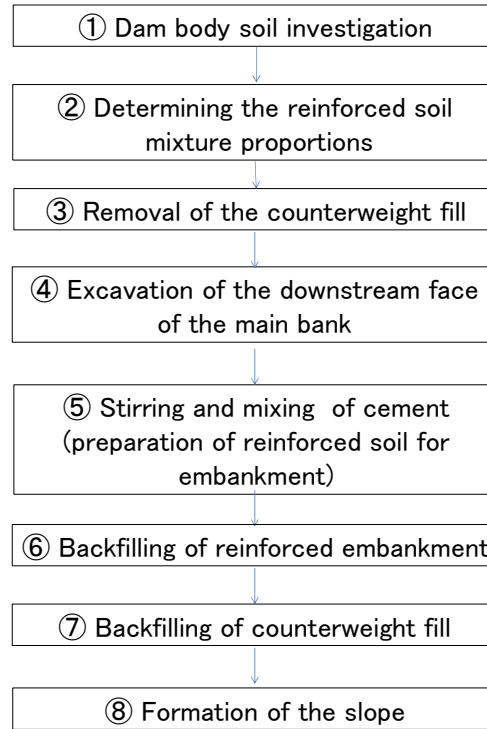 ① Dam body soil investigation
② Determining the reinforced soil
mixture proportions
③ Removal of the counterweight fill
④ Excavation of the downstream face
of the main bank
⑤ Stirring and mixing of cement
(preparation of reinforced soil for
embankment)
⑥ Backfilling of reinforced embankment
⑦ Backfilling of counterweight fill
⑧ Formation of the slope